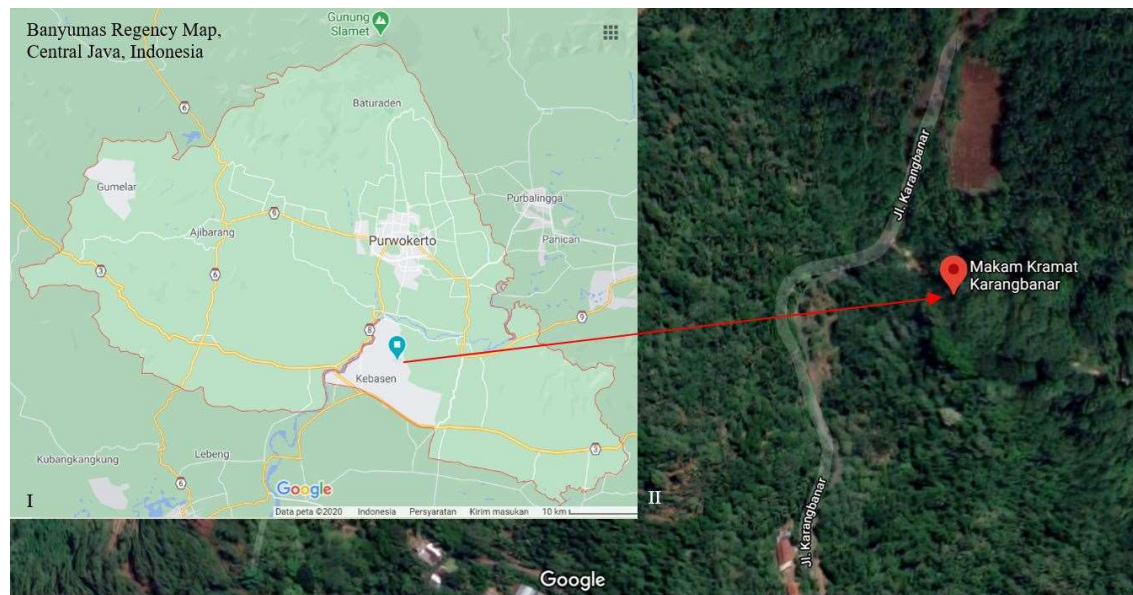 Banyumas Regency Map,
Central Java, Indonesia
Gunung
Slamet
6
Baturaden
Gumelar
6
Purbalingga
Ajibarang
Purwokerto
Panican
3
6
9
8
Kebasen
3
Kubangkangkung
Lebeng
6
I
Google
Data peta ©2020 Indonesia Persyaratan Kirim masukan 10 km
Jl. Karangbanar
Makam Kramat
Karangbanar
II
Jl. Karangbanar
Google